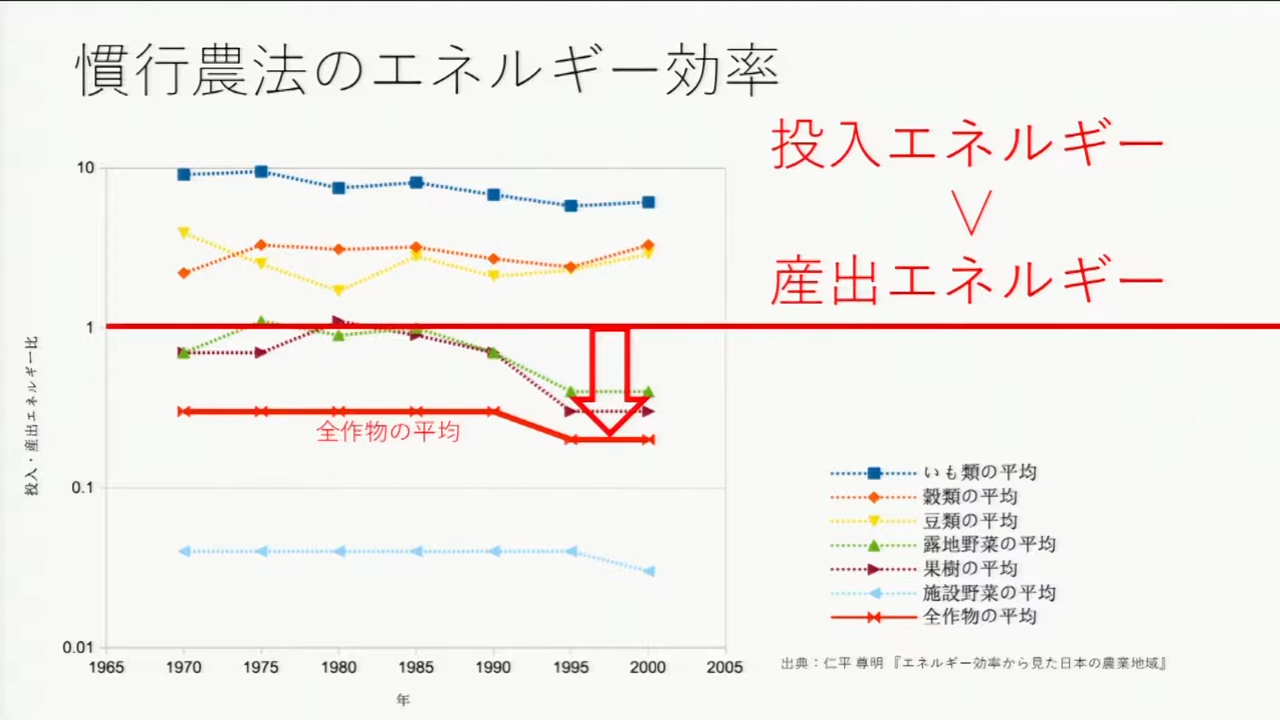 慣行農法のエネルギー効率
投入エネルギー
∨
産出エネルギー
10
1
0.1
0.01
投入・産出エネルギー比
全作物の平均
1965 1970 1975 1980 1985 1990 1995 2000 2005
年
いも類の平均
穀類の平均
豆類の平均
露地野菜の平均
果樹の平均
施設野菜の平均
全作物の平均
出典：仁平 尊明『エネルギー効率から見た日本の農業地域』